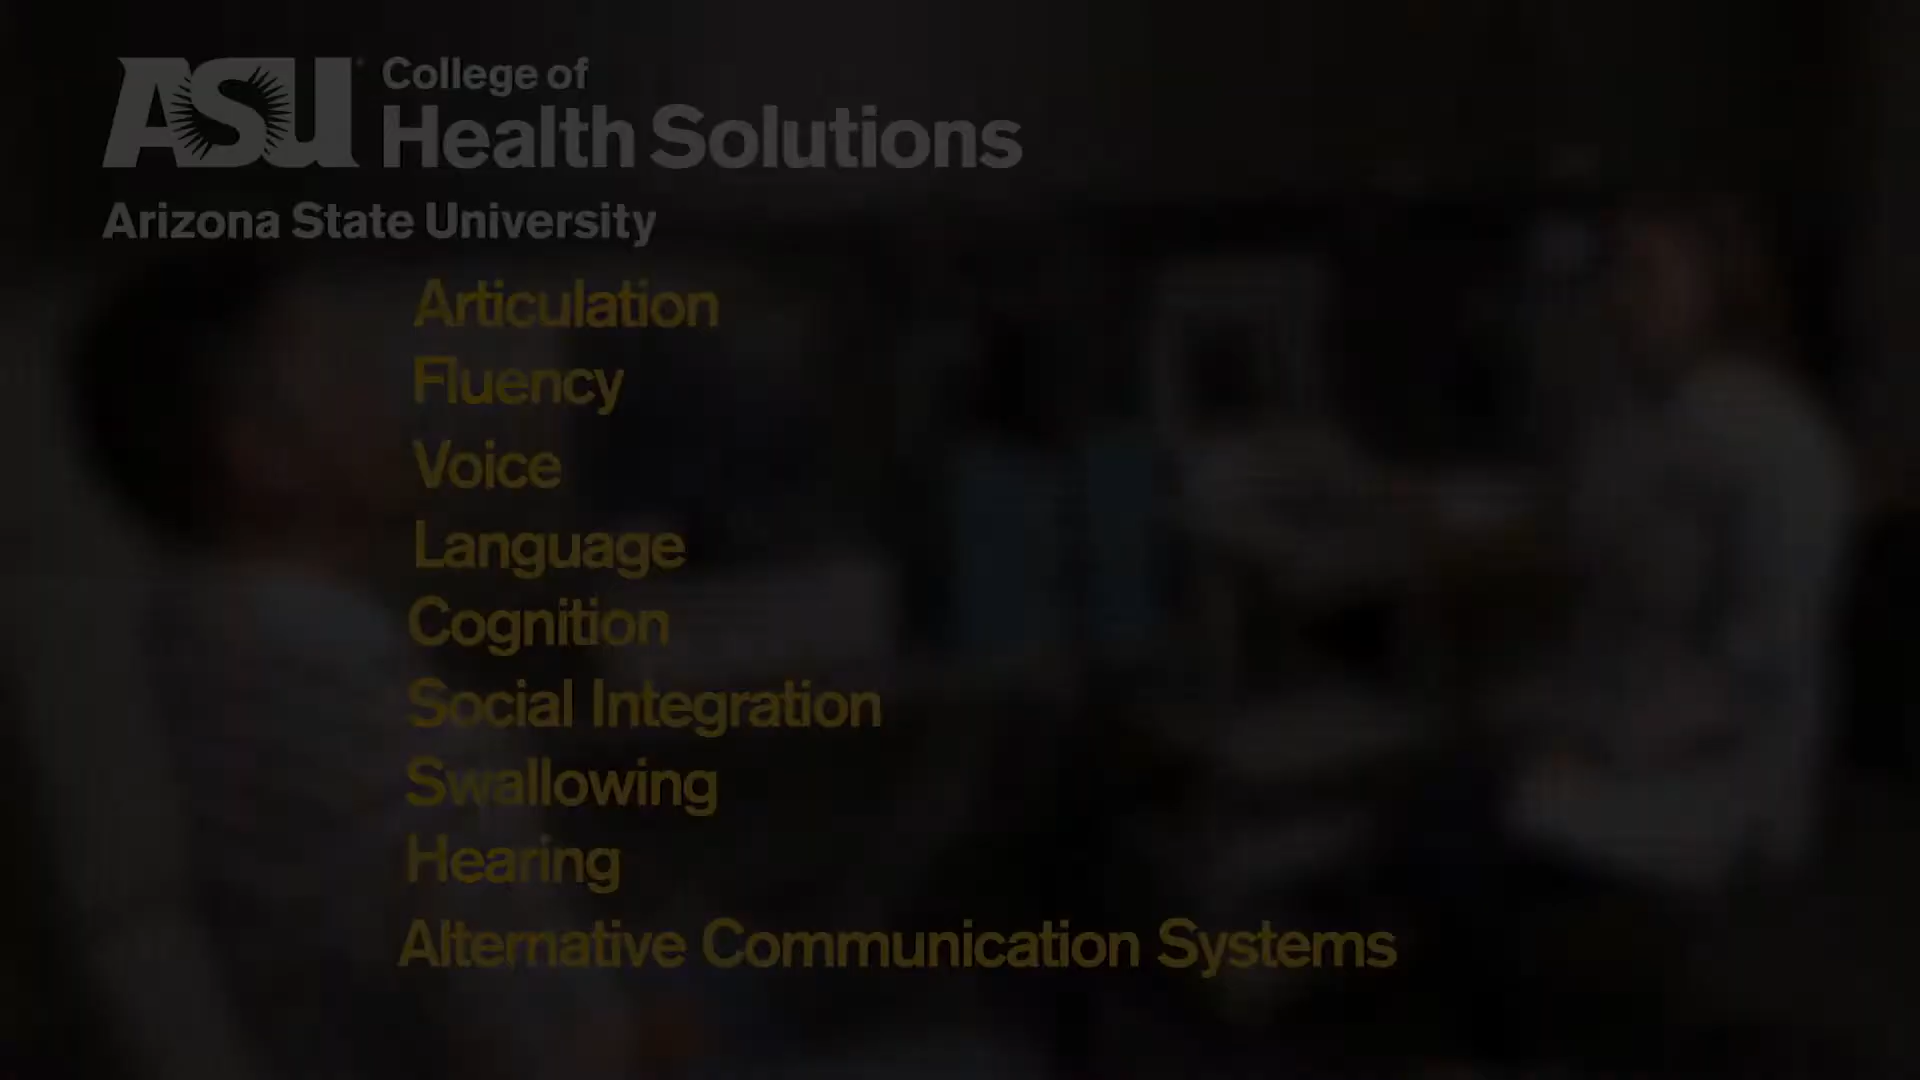 ASU College of
Health Solutions
Arizona State University
Articulation
Fluency
Voice
Language
Cognition
Social Integration
Swallowing
Hearing
Alternative Communication Systems